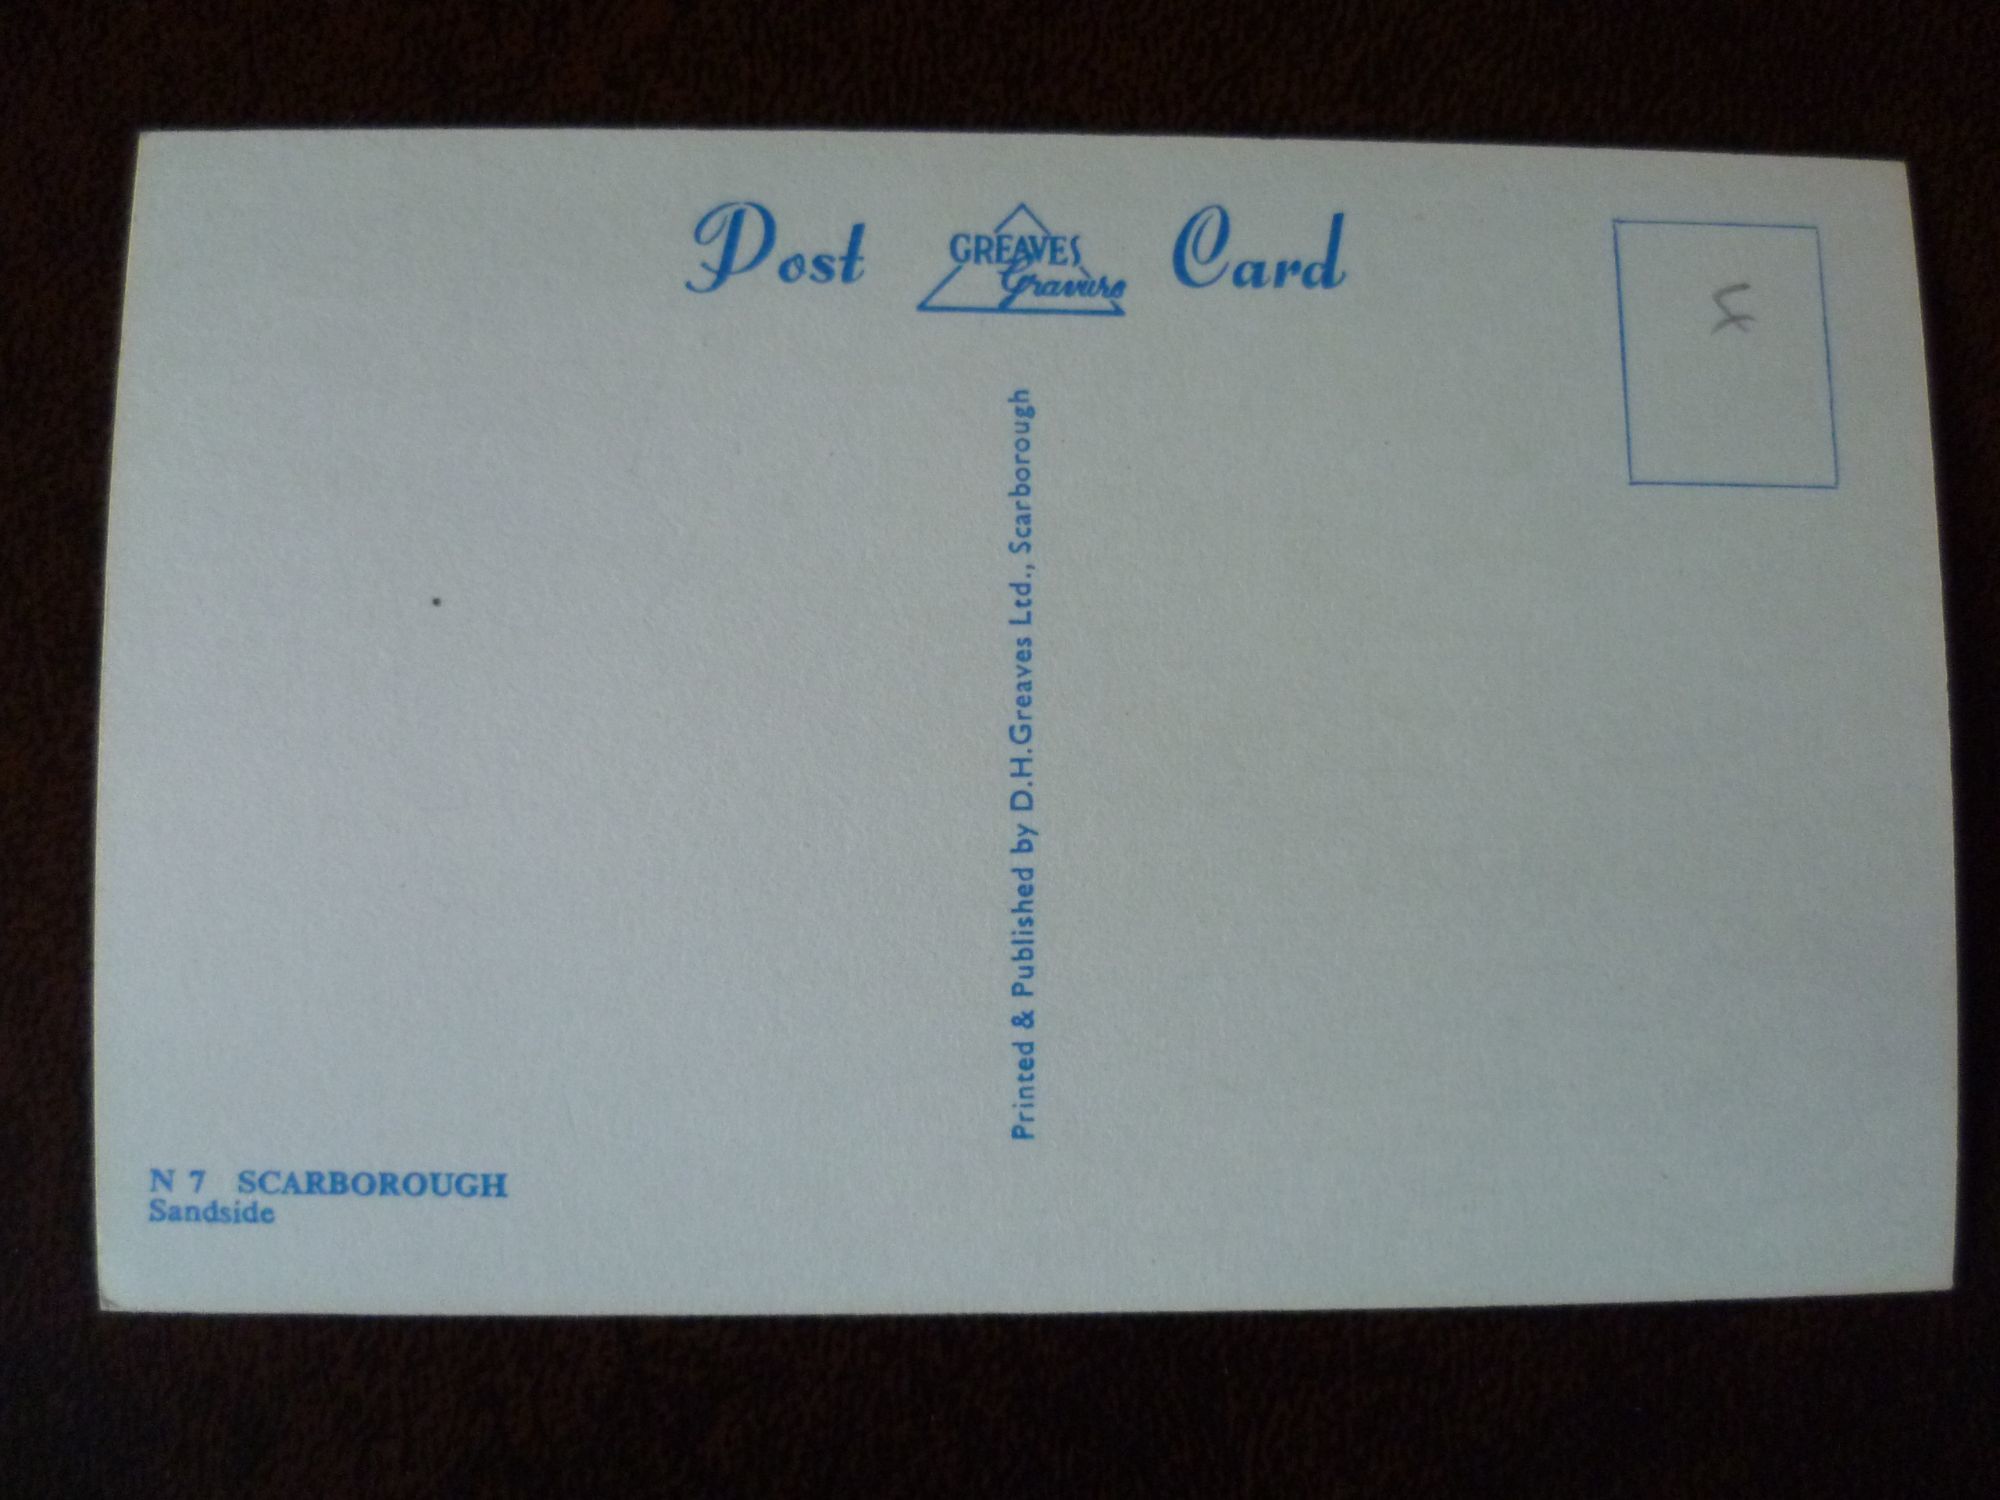 Post GREAVES Gravure Card
Printed & Published by D.H.Greaves Ltd., Scarborough
N 7 SCARBOROUGH
Sandside